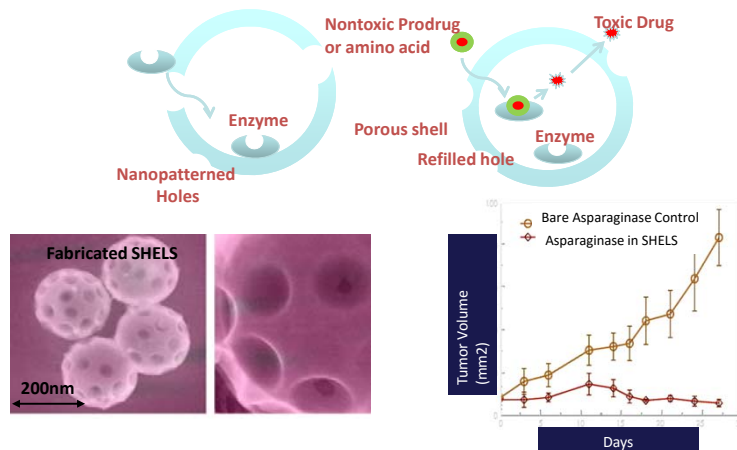 Nontoxic Prodrug
or amino acid
Toxic Drug
Enzyme
Porous shell
Enzyme
Refilled hole
Nanopatterned
Holes
Fabricated SHELS
200nm
Bare Asparaginase Control
Asparaginase in SHELS
Tumor Volume
(mm2)
Days